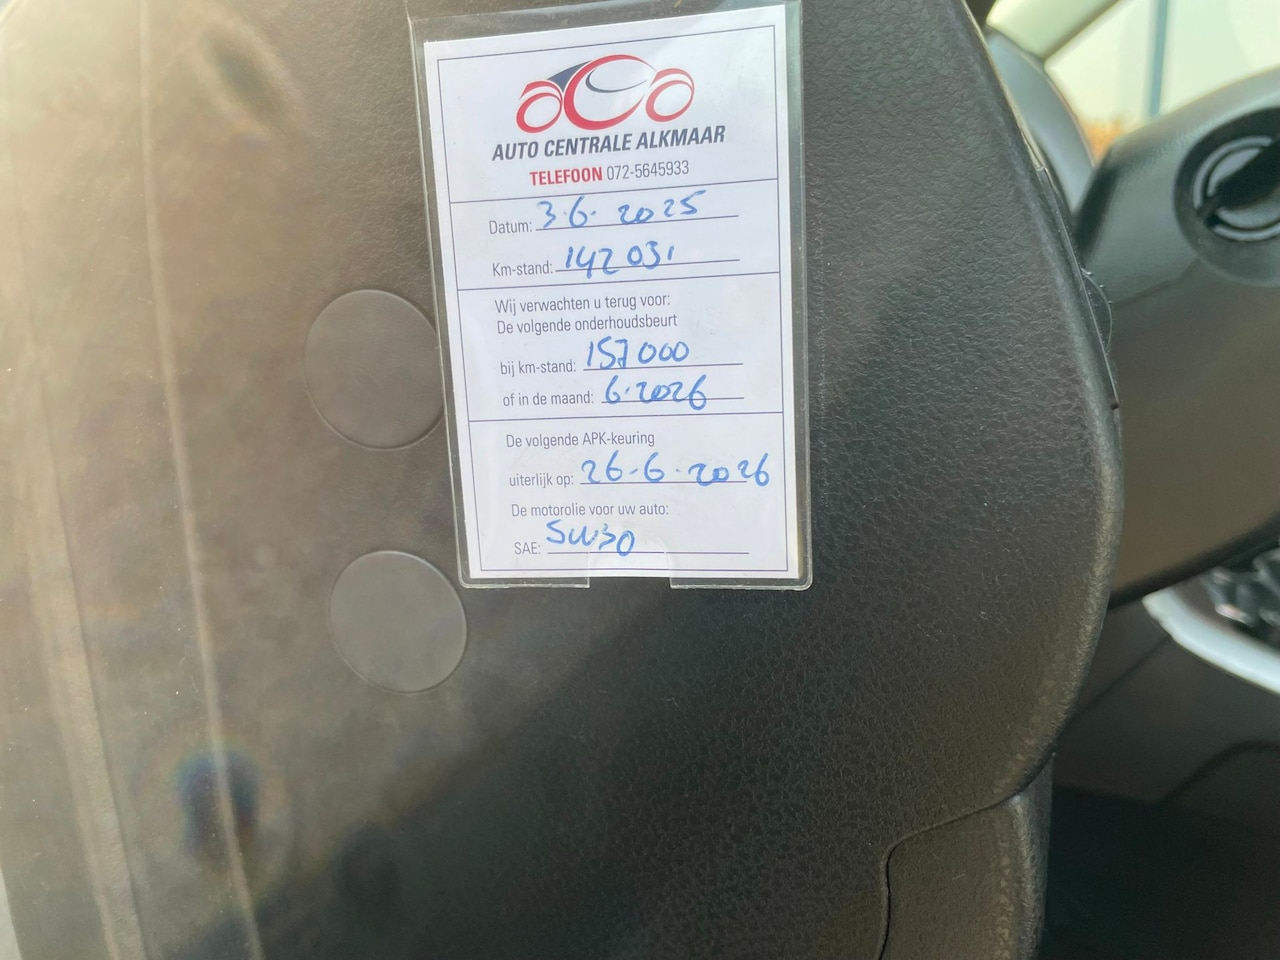 aca
AUTO CENTRALE ALKMAAR
TELEFOON 072-5645933
Datum: 3.6. 2025
Km-stand: 142 031
Wij verwachten u terug voor:
De volgende onderhoudsbeurt
bij km-stand: 157000
of in de maand: 6.2026
De volgende APK-keuring
uiterlijk op: 26-6-2026
De motorolie voor uw auto:
SAE: 5W30